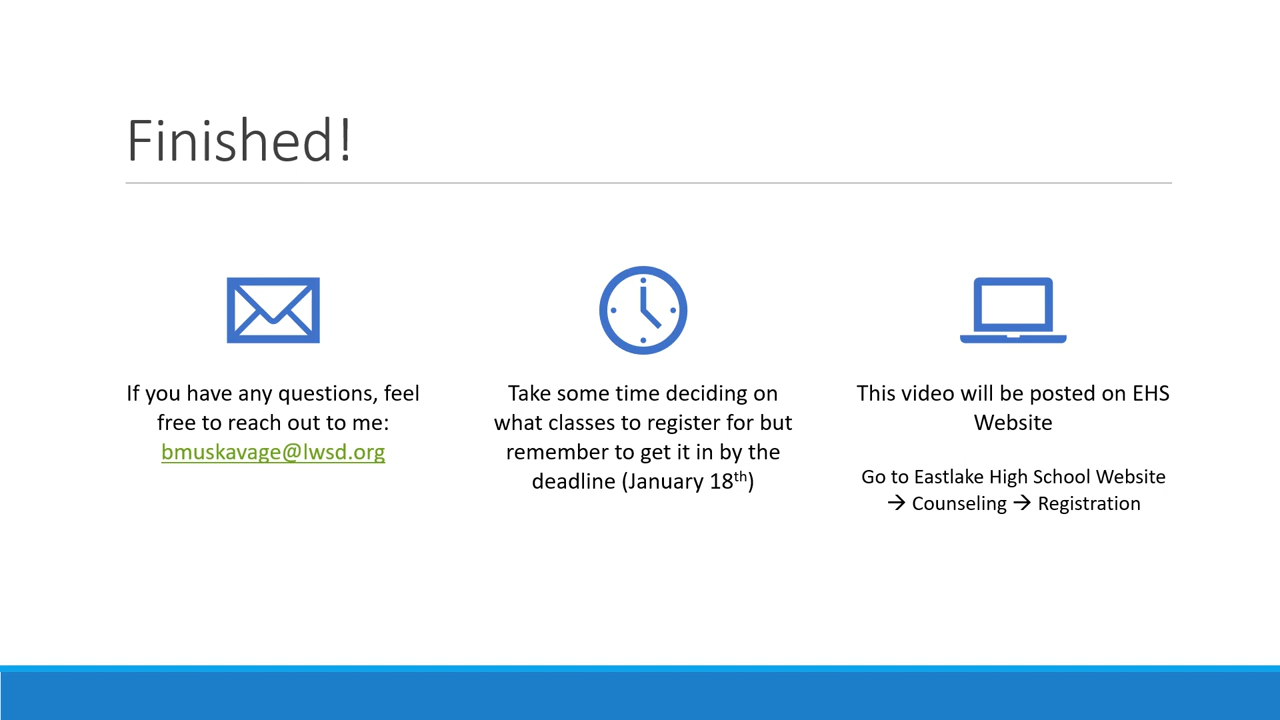 Finished!
If you have any questions, feel
free to reach out to me:
bmuskavage@lwsd.org
Take some time deciding on
what classes to register for but
remember to get it in by the
deadline (January 18th)
This video will be posted on EHS
Website
Go to Eastlake High School Website
→ Counseling → Registration